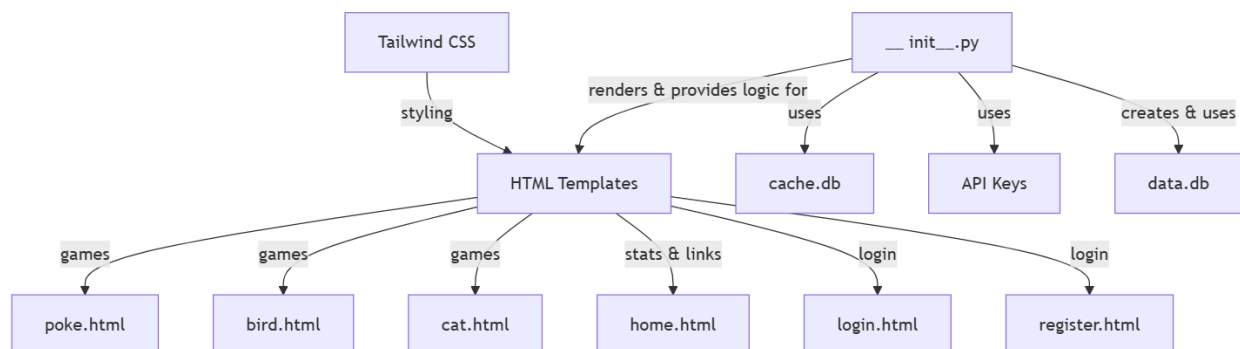 Tailwind CSS
__ init__.py
renders & provides logic for
styling
uses
uses
creates & uses
HTML Templates
cache.db
API Keys
data.db
games
games
games
stats & links
login
login
poke.html
bird.html
cat.html
home.html
login.html
register.html